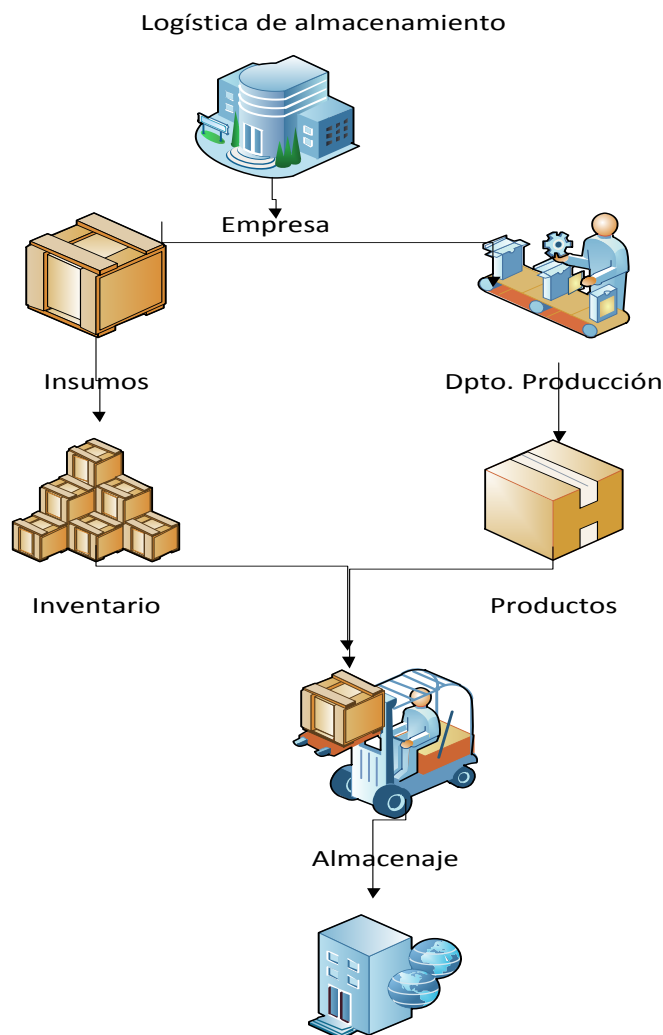 Logística de almacenamiento
Empresa
Insumos
Dpto. Producción
Inventario
Productos
Almacenaje